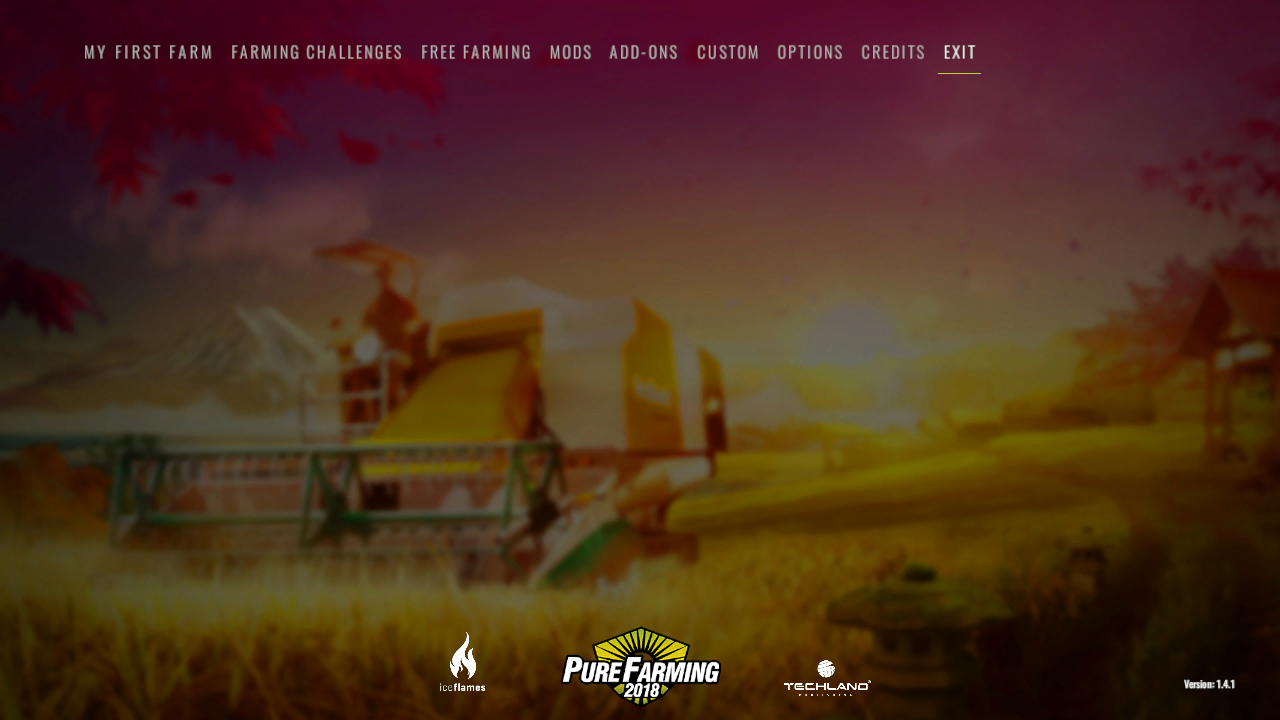 MY FIRST FARM FARMING CHALLENGES FREE FARMING MODS ADD-ONS CUSTOM OPTIONS CREDITS EXIT
iceflames
PURE FARMING
2018
TECHLAND
PUBLISHING
Version: 1.4.1